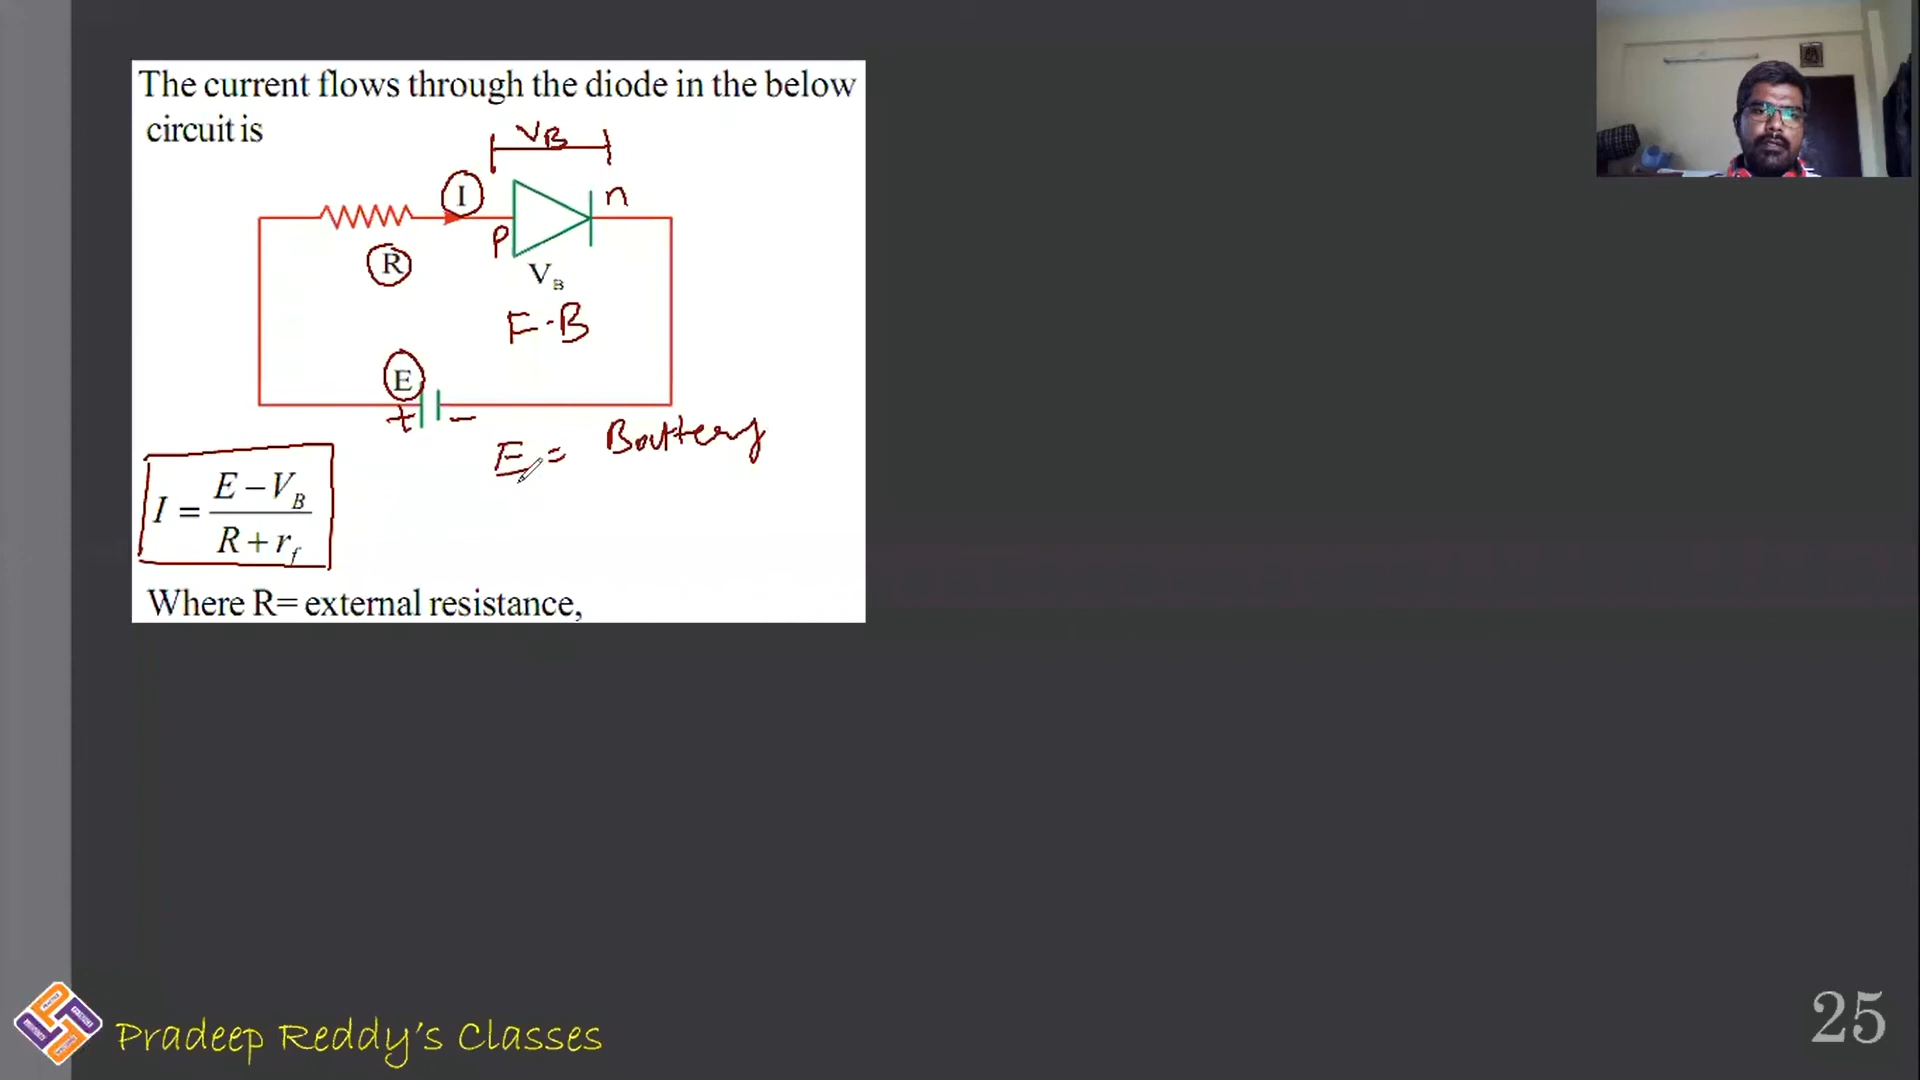 The current flows through the diode in the below
circuit is
VB
I
n
P
R
VB
F.B
E
+ -
E = Battery
I = E - VB / R + rf
Where R= external resistance,
Pradeep Reddy's Classes
25